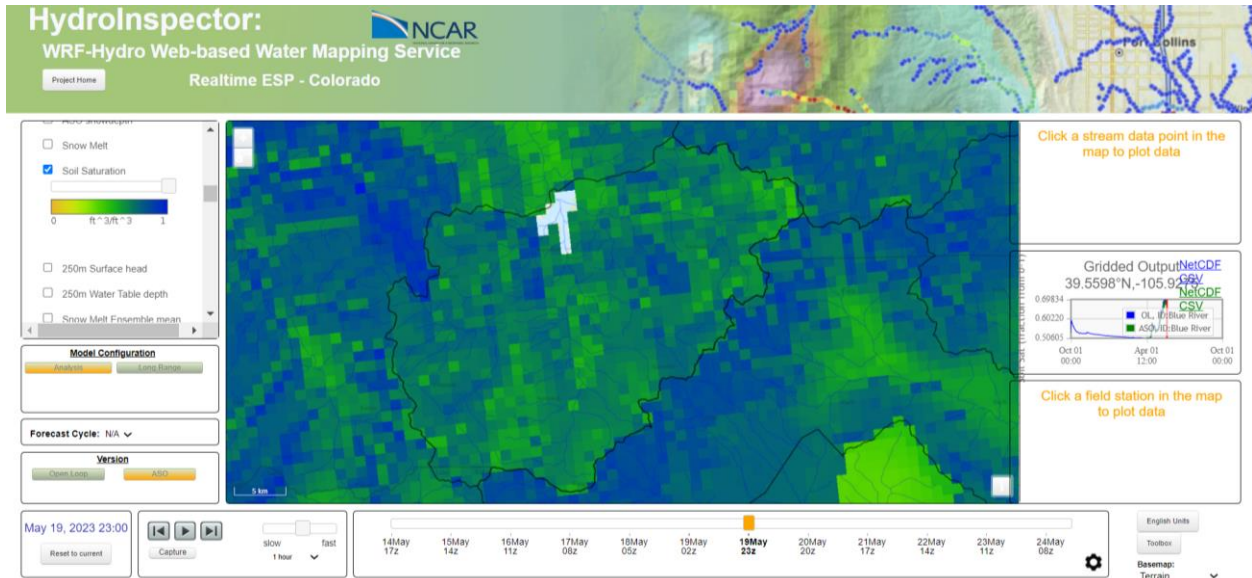 HydroInspector:
WRF-Hydro Web-based Water Mapping Service
Project Home
Realtime ESP - Colorado
NCAR
Fort Collins
ASO snowdepth
Snow Melt
Soil Saturation
0 ft^3/ft^3 1
250m Surface head
250m Water Table depth
Snow Melt Ensemble mean
Model Configuration
Analysis Long Range
Forecast Cycle: N/A
Version
Open Loop ASO
5 km
Click a stream data point in the
map to plot data
Gridded Output
39.5598°N,-105.92
NetCDF
CSV
NetCDF
CSV
0.69834
0.60220
0.50605
OL, ID:Blue River
ASO, ID:Blue River
Oct 01
00:00
Apr 01
12:00
Oct 01
00:00
Click a field station in the map
to plot data
May 19, 2023 23:00
Reset to current
Capture
slow fast
1 hour
14May
17z
15May
14z
16May
11z
17May
08z
18May
05z
19May
02z
19May
23z
20May
20z
21May
17z
22May
14z
23May
11z
24May
08z
English Units
Toolbox
Basemap:
Terrain